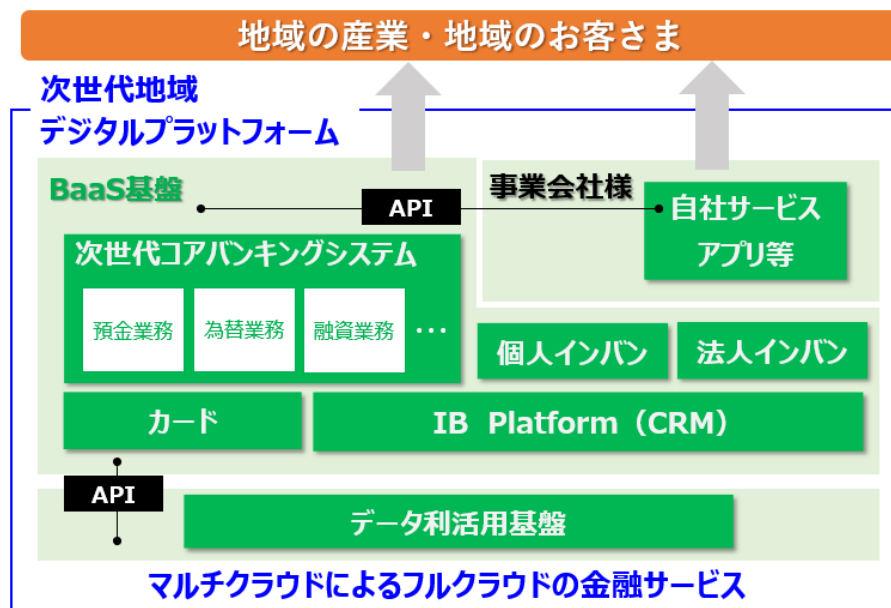 地域の産業・地域のお客さま
次世代地域
デジタルプラットフォーム
BaaS基盤
API
事業会社様
自社サービス
アプリ等
次世代コアバンキングシステム
預金業務
為替業務
融資業務
・・・
個人インバン
法人インバン
カード
IB Platform（CRM）
API
データ利活用基盤
マルチクラウドによるフルクラウドの金融サービス